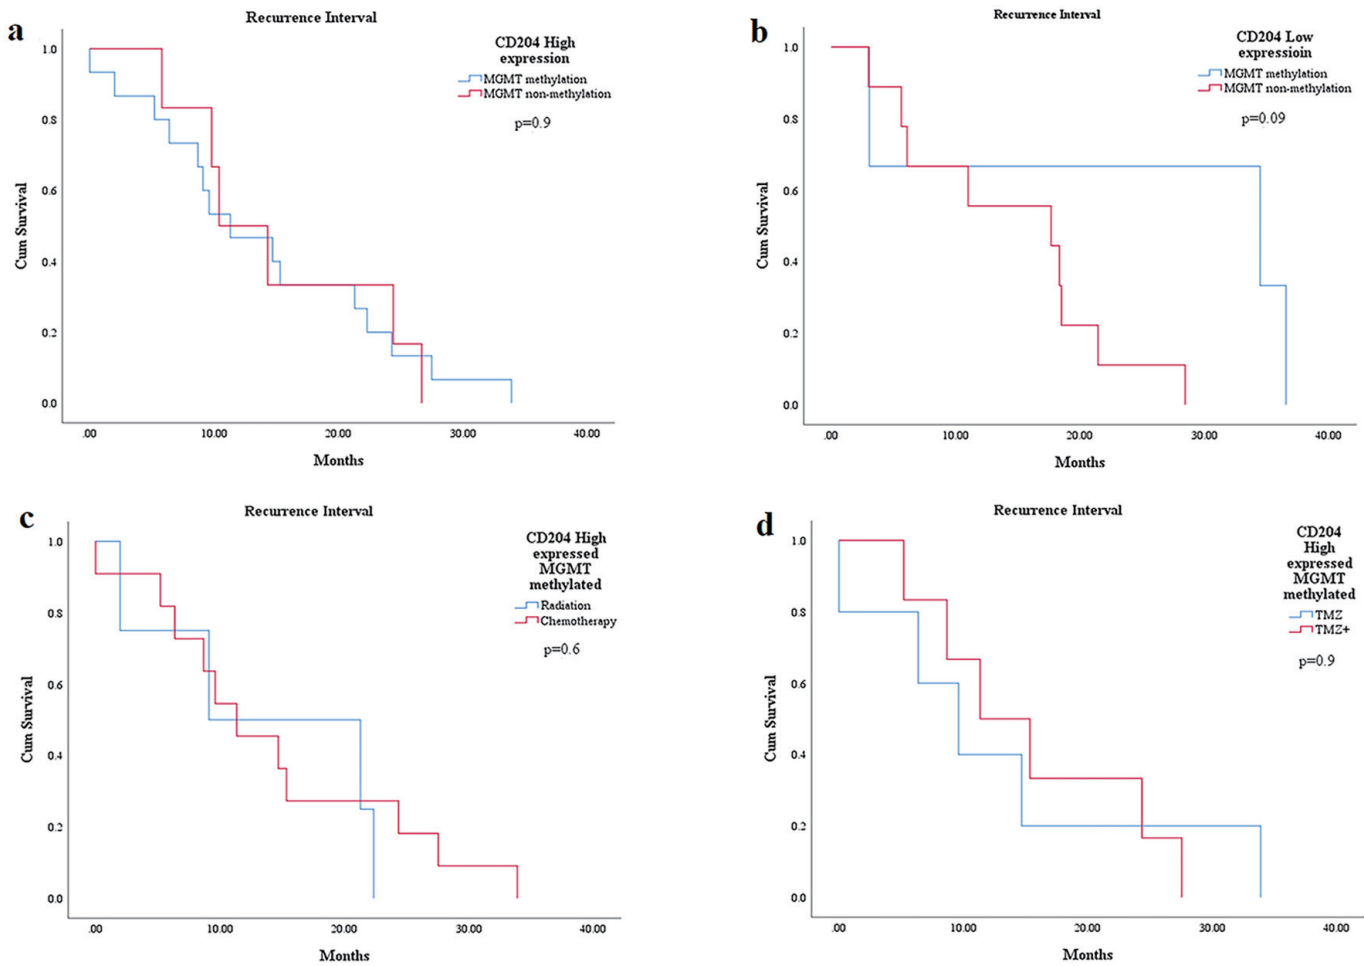 a
Recurrence Interval
CD204 High
expression
MGMT methylation
MGMT non-methylation
p=0.9
Cum Survival
1.0
0.8
0.6
0.4
0.2
0.0
.00 10.00 20.00 30.00 40.00
Months
b
Recurrence Interval
CD204 Low
expressioin
MGMT methylation
MGMT non-methylation
p=0.09
Cum Survival
1.0
0.8
0.6
0.4
0.2
0.0
.00 10.00 20.00 30.00 40.00
Months
c
Recurrence Interval
CD204 High
expressed
MGMT
methylated
Radiation
Chemotherapy
p=0.6
Cum Survival
1.0
0.8
0.6
0.4
0.2
0.0
.00 10.00 20.00 30.00 40.00
Months
d
Recurrence Interval
CD204
High
expressed
MGMT
methylated
TMZ
TMZ+
p=0.9
Cum Survival
1.0
0.8
0.6
0.4
0.2
0.0
.00 10.00 20.00 30.00 40.00
Months